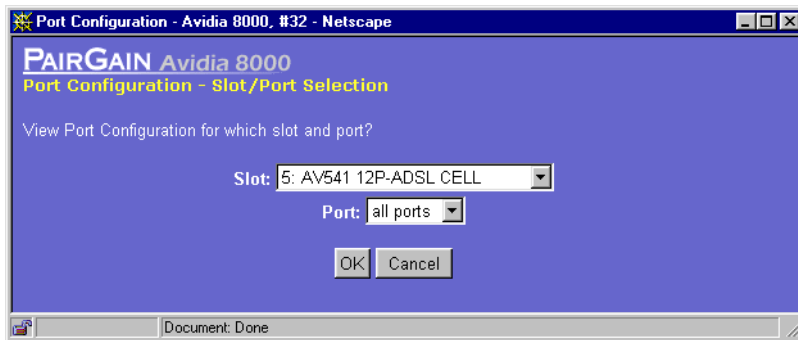 Port Configuration - Avidia 8000, #32 - Netscape
PAIRGAIN Avidia 8000
Port Configuration - Slot/Port Selection
View Port Configuration for which slot and port?
Slot: 5: AV541 12P-ADSL CELL
Port: all ports
OK Cancel
Document: Done